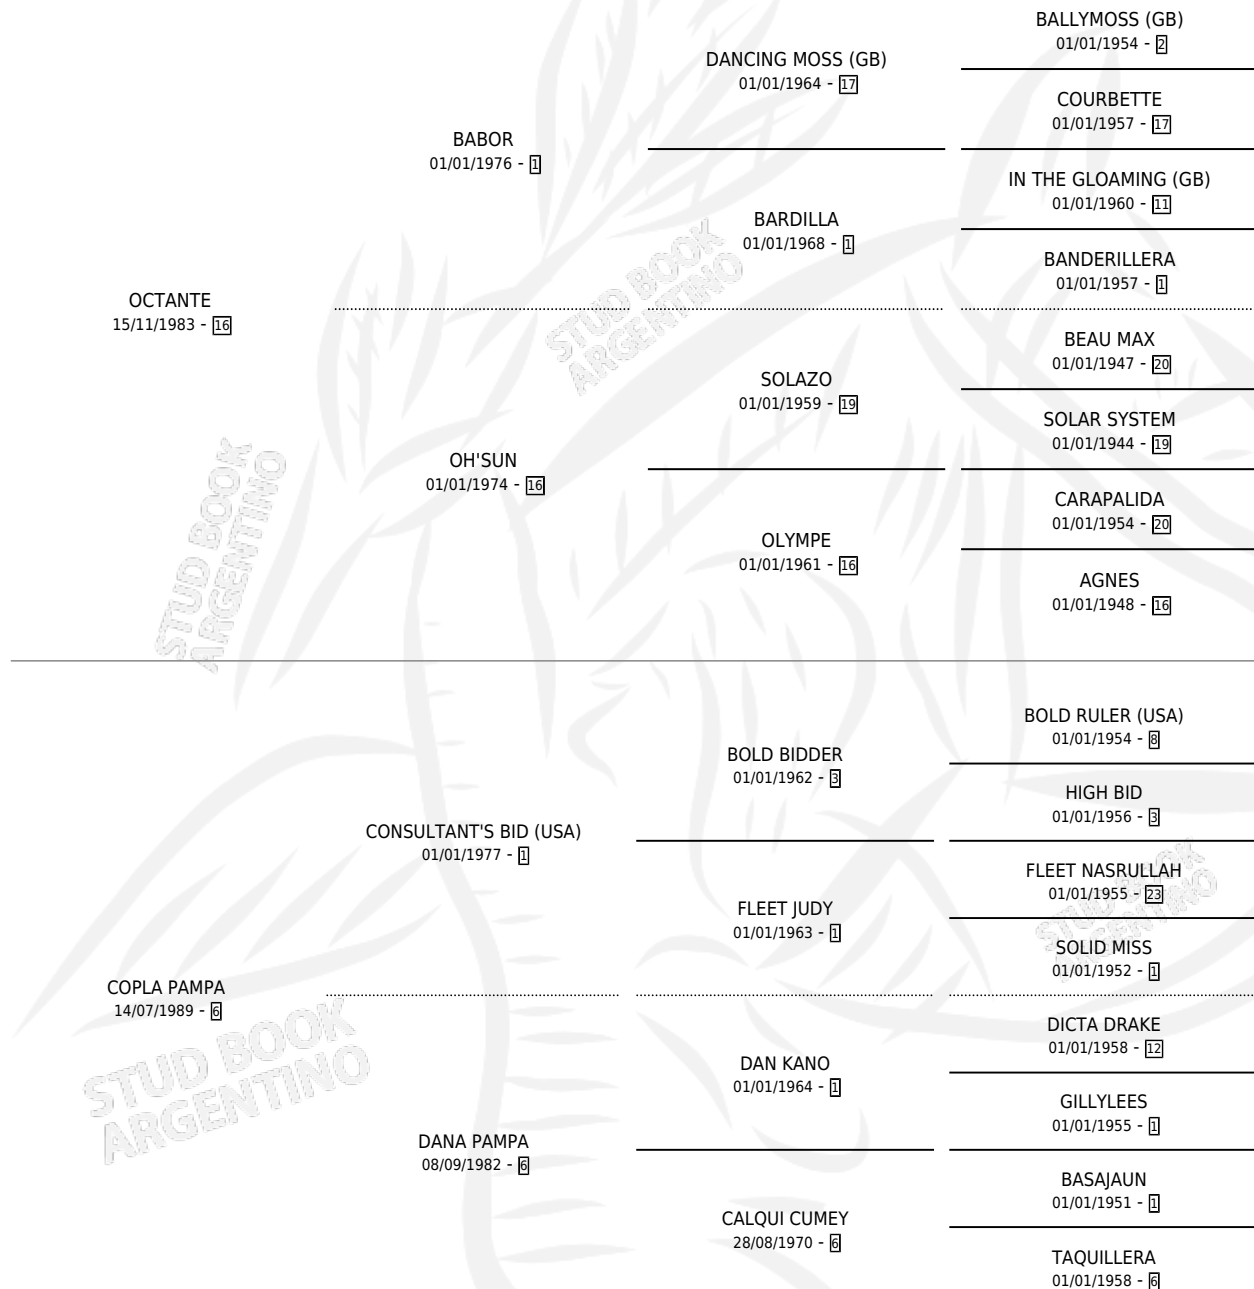 BALLYMOSS (GB)
01/01/1954 - 2
DANCING MOSS (GB)
01/01/1964 - 17
COURBETTE
01/01/1957 - 17
BABOR
01/01/1976 - 1
IN THE GLOAMING (GB)
01/01/1960 - 11
BARDILLA
01/01/1968 - 1
BANDERILLERA
01/01/1957 - 1
OCTANTE
15/11/1983 - 16
BEAU MAX
01/01/1947 - 20
SOLAZO
01/01/1959 - 19
SOLAR SYSTEM
01/01/1944 - 19
OH'SUN
01/01/1974 - 16
CARAPALIDA
01/01/1954 - 20
OLYMPE
01/01/1961 - 16
AGNES
01/01/1948 - 16
BOLD RULER (USA)
01/01/1954 - 8
BOLD BIDDER
01/01/1962 - 3
HIGH BID
01/01/1956 - 3
CONSULTANT'S BID (USA)
01/01/1977 - 1
FLEET NASRULLAH
01/01/1955 - 23
FLEET JUDY
01/01/1963 - 1
SOLID MISS
01/01/1952 - 1
COPLA PAMPA
14/07/1989 - 6
DICTA DRAKE
01/01/1958 - 12
DAN KANO
01/01/1964 - 1
GILLYLEES
01/01/1955 - 1
DANA PAMPA
08/09/1982 - 6
BASAJAUN
01/01/1951 - 1
CALQUI CUMEY
28/08/1970 - 6
TAQUILLERA
01/01/1958 - 6
STUD BOOK
ARGENTINO
STUD BOOK
ARGENTINO
STUD BOOK
ARGENTINO
STUD BOOK
ARGENTINO